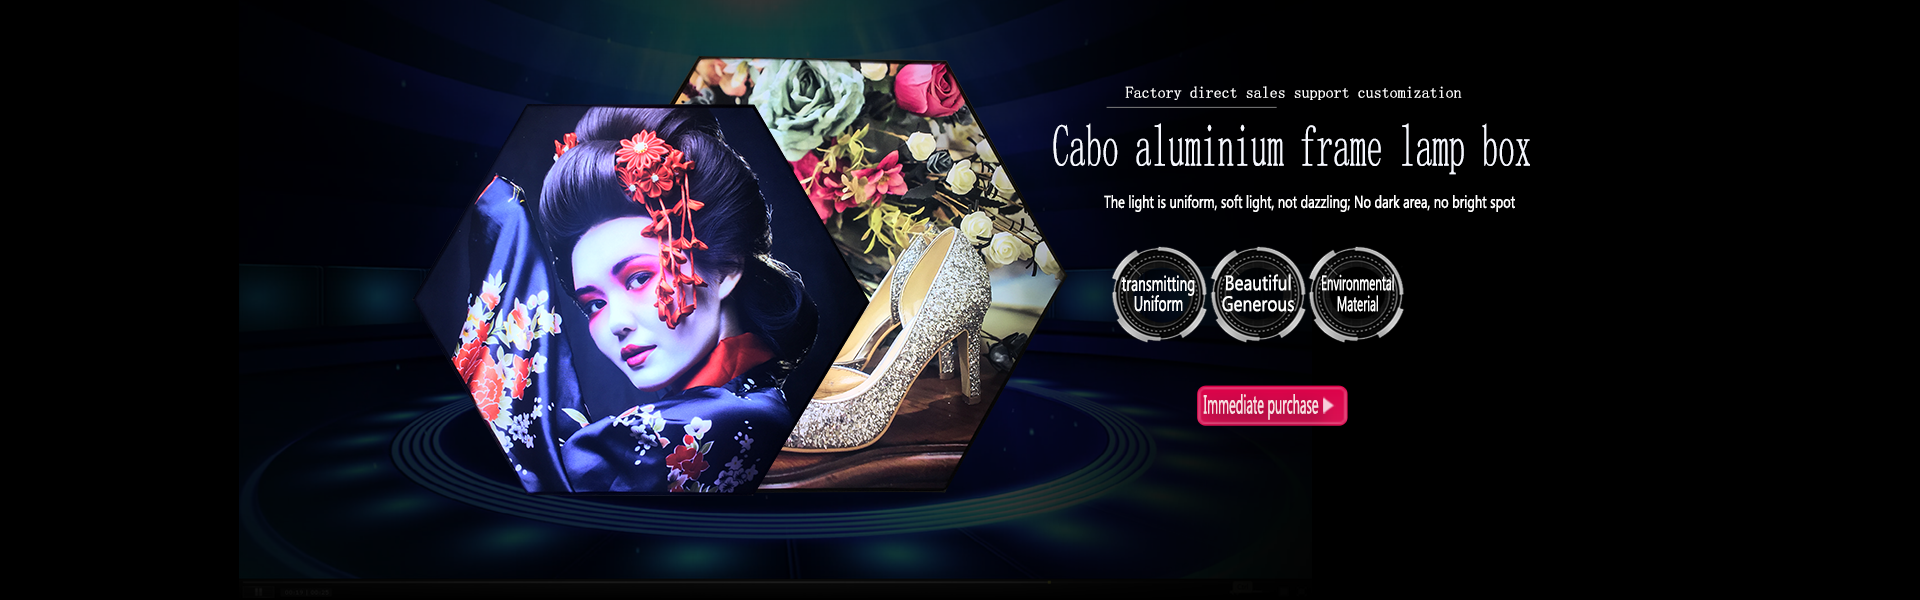 Factory direct sales support customization
Cabo aluminium frame lamp box
The light is uniform, soft light, not dazzling; No dark area, no bright spot
transmitting
Uniform
Beautiful
Generous
Environmental
Material
Immediate purchase